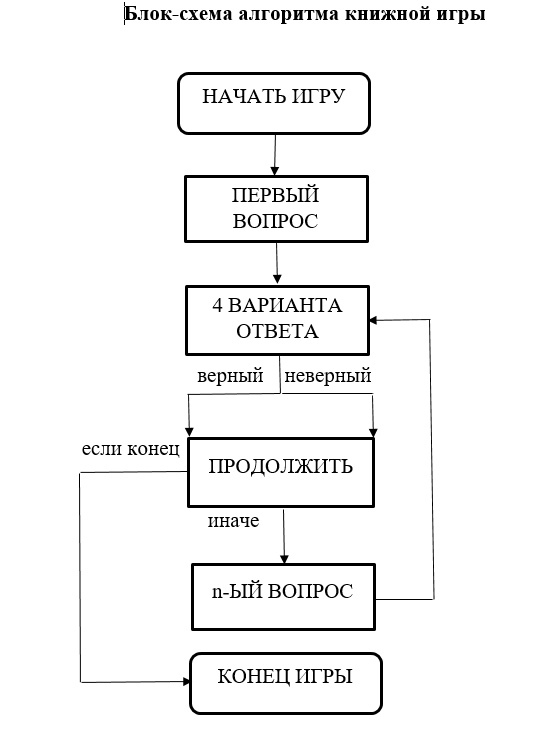 Блок-схема алгоритма книжной игры
НАЧАТЬ ИГРУ
ПЕРВЫЙ
ВОПРОС
4 ВАРИАНТА
ОТВЕТА
верный
неверный
если конец
ПРОДОЛЖИТЬ
иначе
n-ЫЙ ВОПРОС
КОНЕЦ ИГРЫ